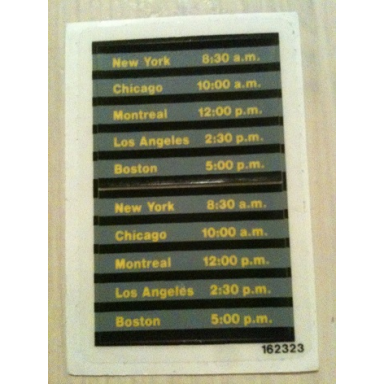 New York 8:30 a.m.
Chicago 10:00 a.m.
Montreal 12:00 p.m.
Los Angeles 2:30 p.m.
Boston 5:00 p.m.
New York 8:30 a.m.
Chicago 10:00 a.m.
Montreal 12:00 p.m.
Los Angeles 2:30 p.m.
Boston 5:00 p.m.
162323